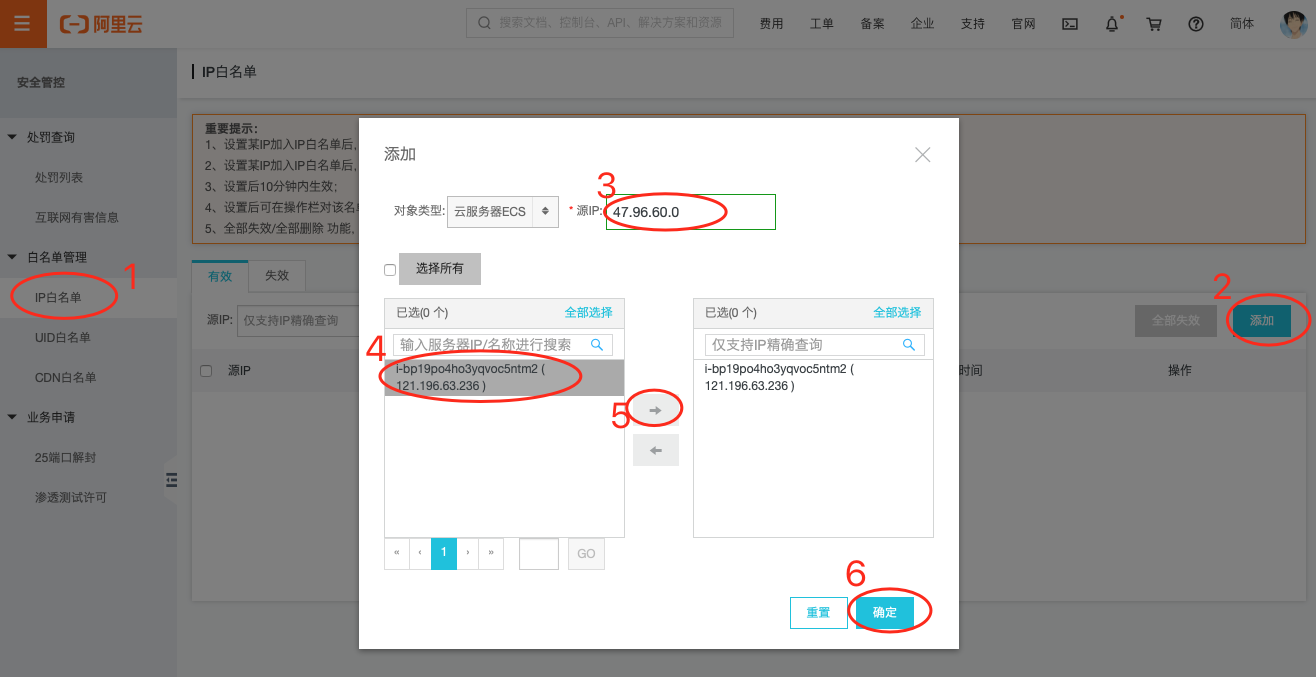 阿里云
搜索文档、控制台、API、解决方案和资源
费用
工单
备案
企业
支持
官网
简体
安全管控
IP白名单
处罚查询
处罚列表
互联网有害信息
白名单管理
1
IP白名单
UID白名单
CDN白名单
业务申请
25端口解封
渗透测试许可
重要提示:
1、设置某IP加入IP白名单后,
2、设置某IP加入IP白名单后,
3、设置后10分钟内生效;
4、设置后可在操作栏对该名单
5、全部失效/全部删除 功能,
有效
失效
源IP:
仅支持IP精确查询
2
全部失效
添加
源IP
时间
操作
添加
3
对象类型:
云服务器ECS
* 源IP:
47.96.60.0
选择所有
已选(0 个)
全部选择
已选(0 个)
全部选择
4
输入服务器IP/名称进行搜索
仅支持IP精确查询
i-bp19po4ho3yqvoc5ntm2 (
121.196.63.236 )
i-bp19po4ho3yqvoc5ntm2 (
121.196.63.236 )
5
«
‹
1
›
»
GO
6
重置
确定